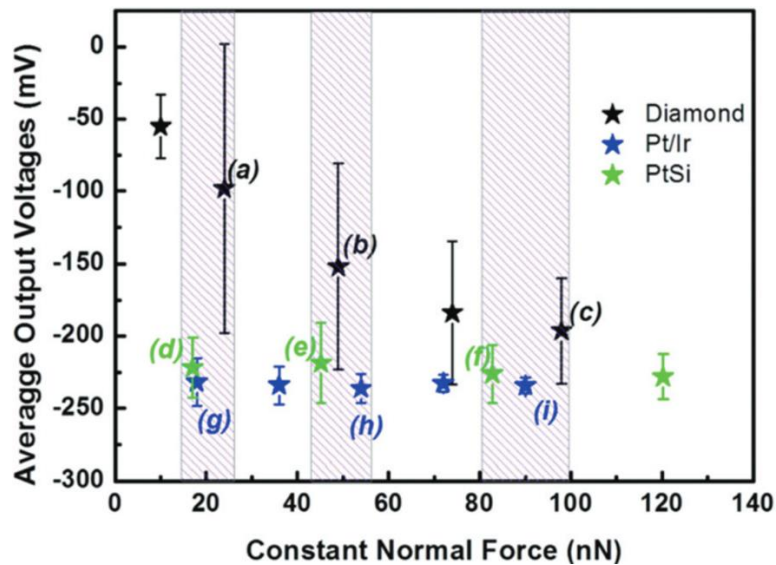 Averagge Output Voltages (mV)
0
-50
-100
-150
-200
-250
-300
(a)
(b)
(c)
(d)
(e)
(f)
(g)
(h)
(i)
Diamond
Pt/Ir
PtSi
0 20 40 60 80 100 120 140
Constant Normal Force (nN)